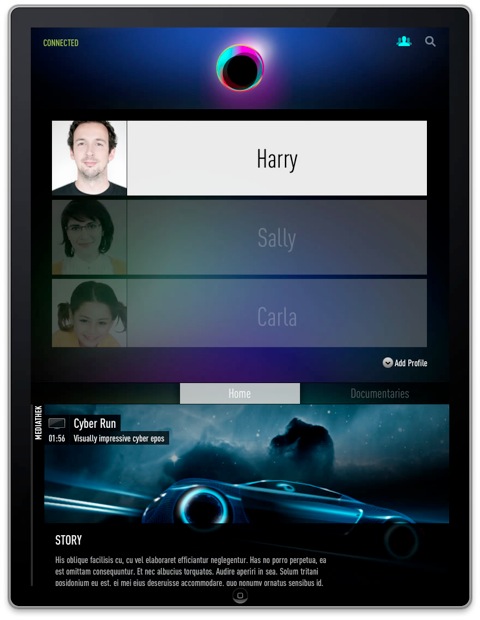 CONNECTED
Harry
Sally
Carla
Add Profile
Home
Documentaries
MEDIATHEK
Cyber Run
01:56 Visually impressive cyber epos
STORY
His oblique facilisis cu, cu vel elaboraret efficiantur neglegentur. Has no porro perpetua, ea
est omittam consequuntur. Et nec albucius torquatos. Audire aperiri in sea. Solum tritani
posidonium eu est, ei mei eius deseruisse accommodare, quo nonumy ornatus sensibus id.